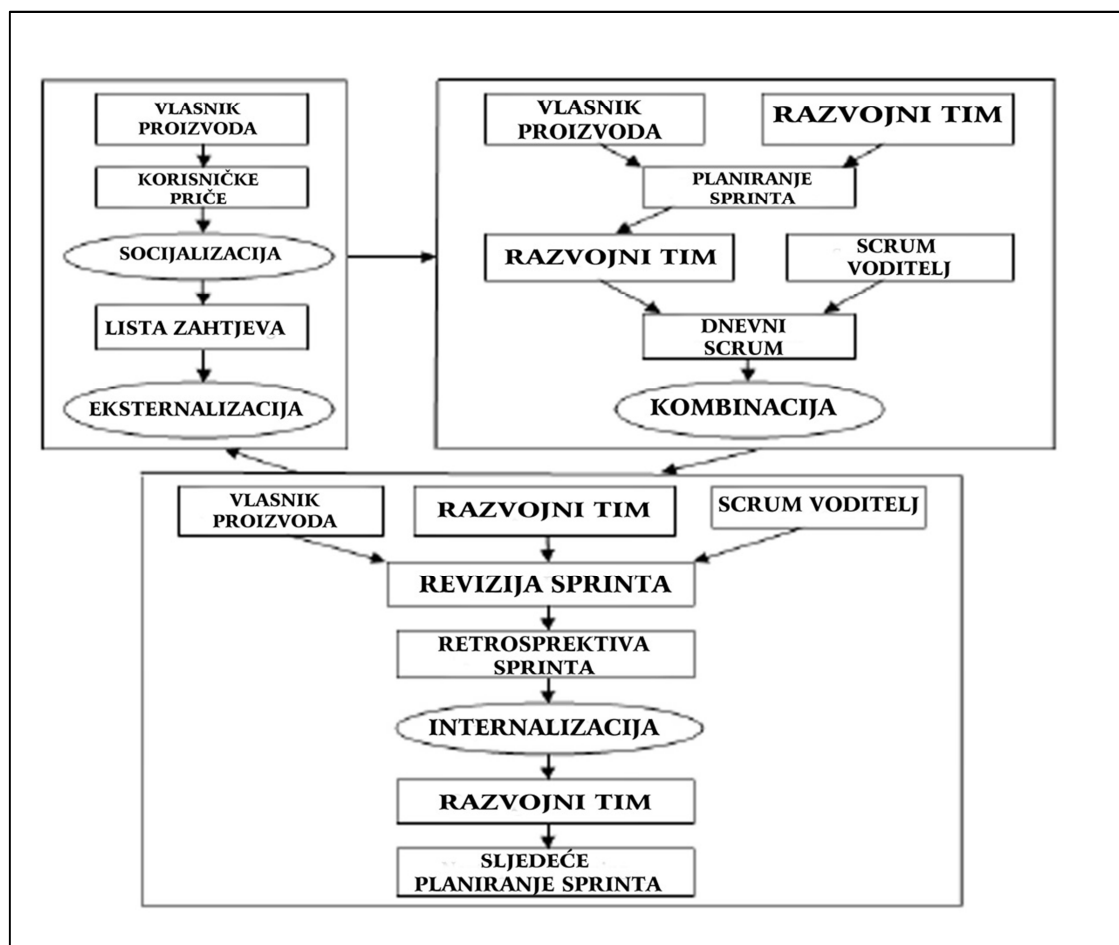 VLASNIK
PROIZVODA
KORISNIČKE
PRIČE
SOCIJALIZACIJA
LISTA ZAHTJEVA
EKSTERNALIZACIJA
VLASNIK
PROIZVODA
RAZVOJNI TIM
PLANIRANJE
SPRINTA
RAZVOJNI TIM
SCRUM
VODITELJ
DNEVNI
SCRUM
KOMBINACIJA
VLASNIK
PROIZVODA
RAZVOJNI TIM
SCRUM VODITELJ
REVIZIJA SPRINTA
RETROSPREKTIVA
SPRINTA
INTERNALIZACIJA
RAZVOJNI TIM
SLJEDEĆE
PLANIRANJE SPRINTA